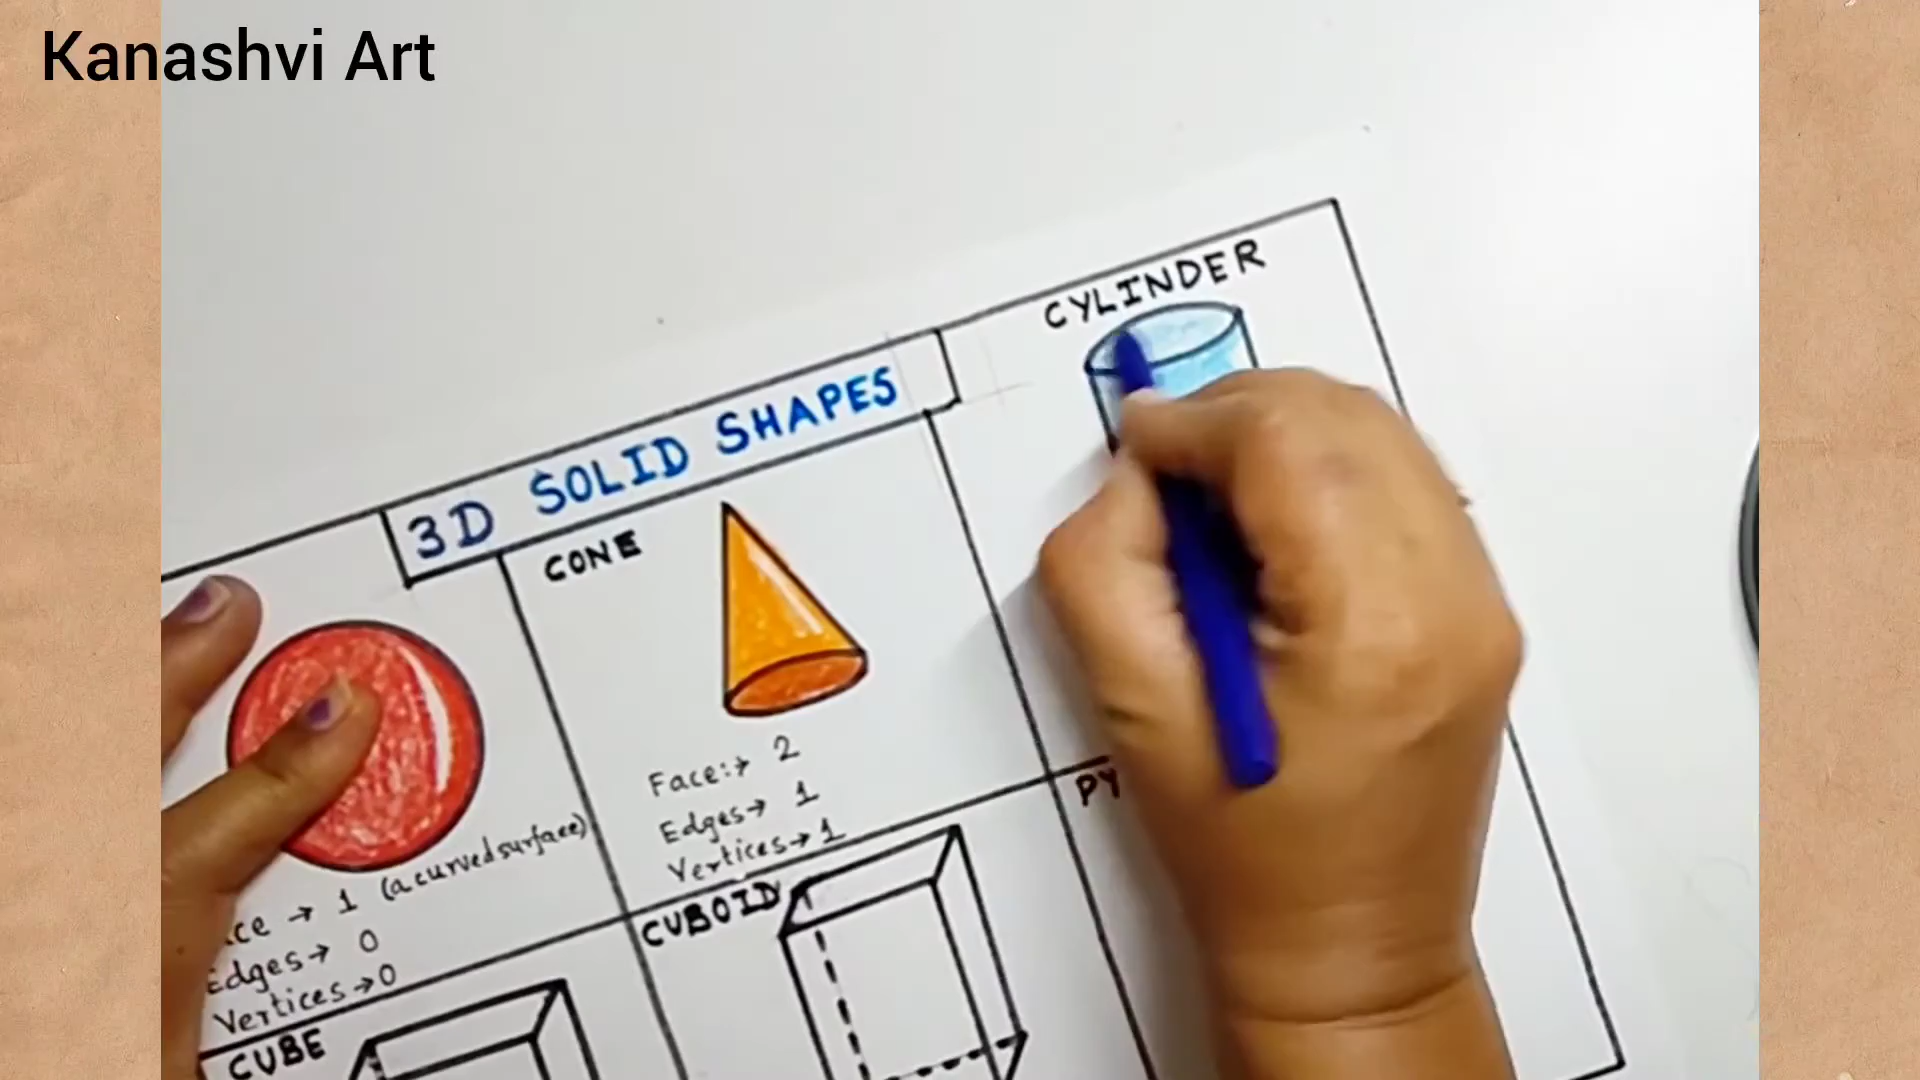 Kanashvi Art
3D SOLID SHAPES
CYLINDER
CONE
Face:→ 2
Edges→ 1
Vertices→1
→ 1 (a curved surface)
Edges→ 0
Vertices→0
CUBOID
CUBE